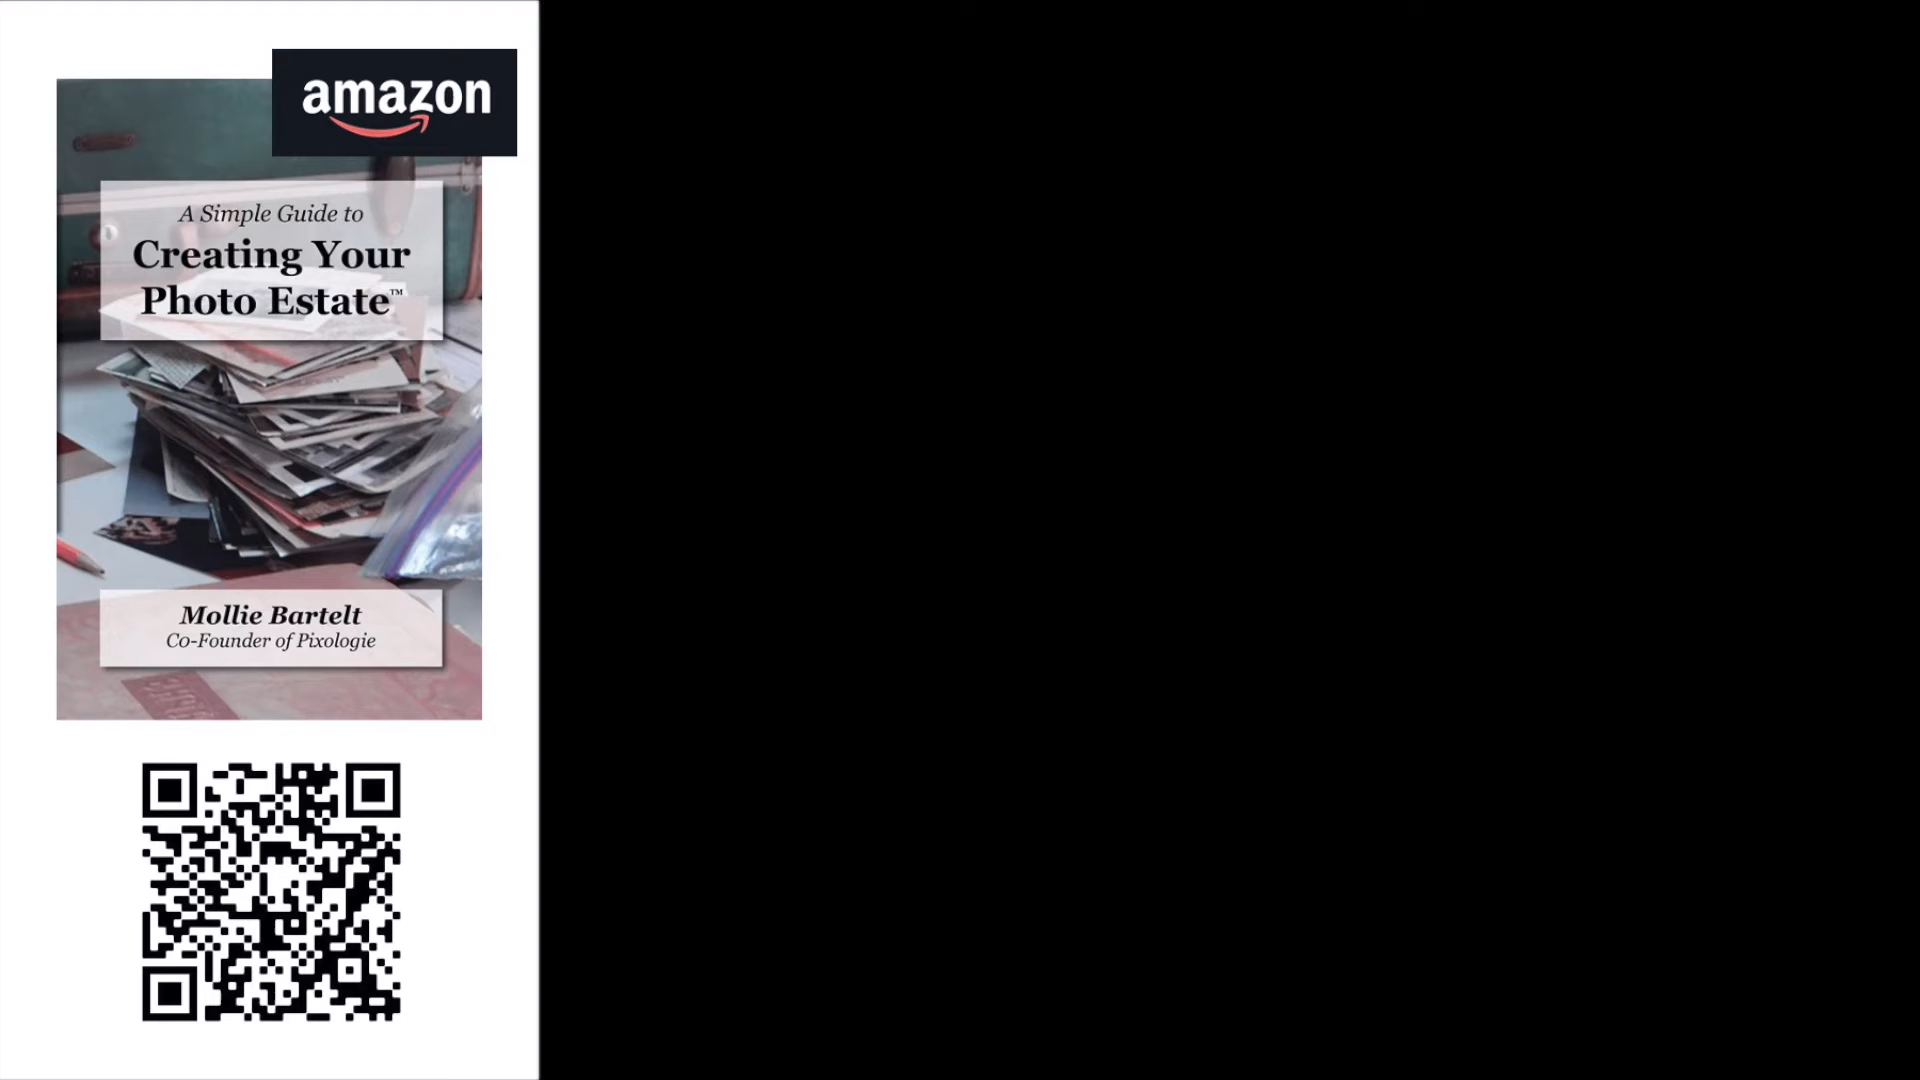 amazon
A Simple Guide to
Creating Your
Photo Estate™
Mollie Bartelt
Co-Founder of Pixologie